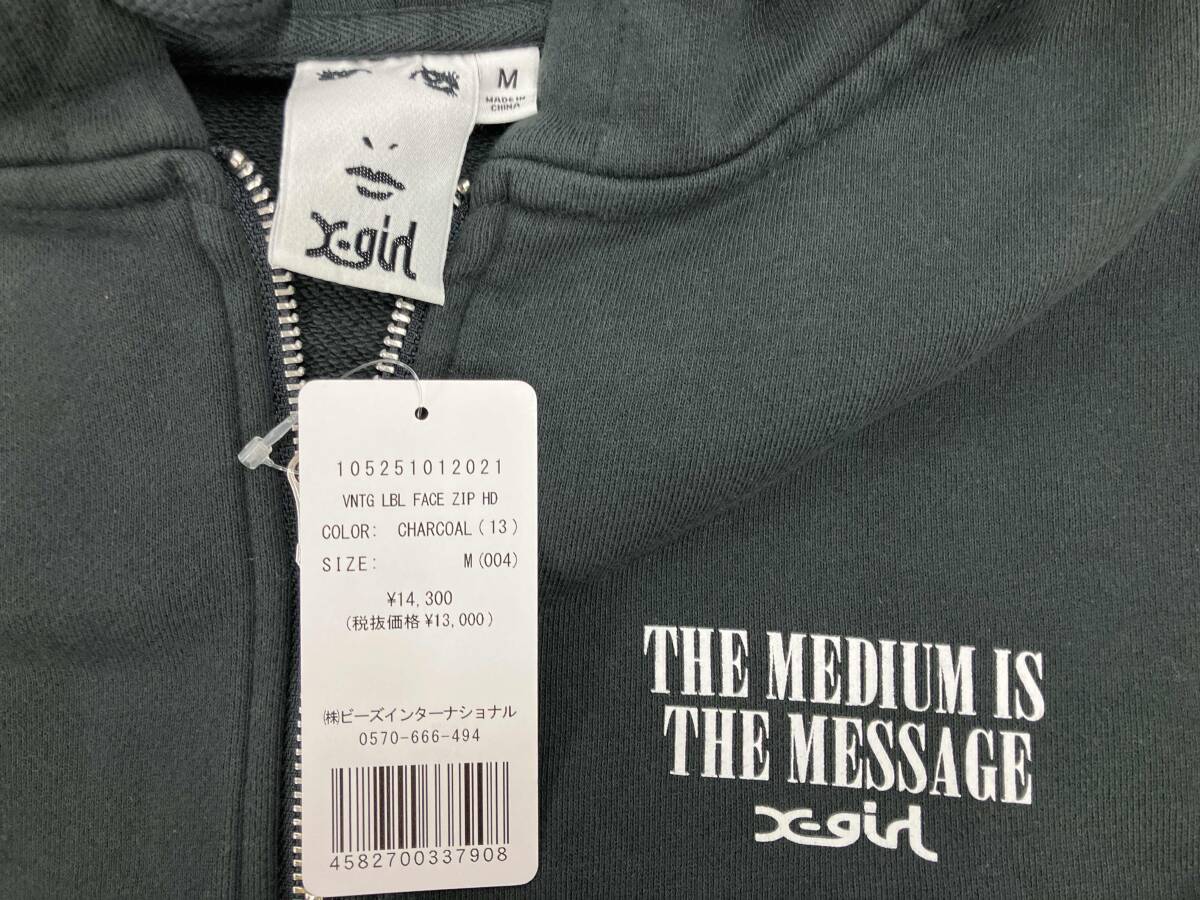 M
MADE IN
CHINA
X-girl
105251012021
VNTG LBL FACE ZIP HD
COLOR: CHARCOAL(13)
SIZE: M(004)
¥14,300
(税抜価格¥13,000)
㈱ビーズインターナショナル
0570-666-494
4582700337908
THE MEDIUM IS
THE MESSAGE
X-girl